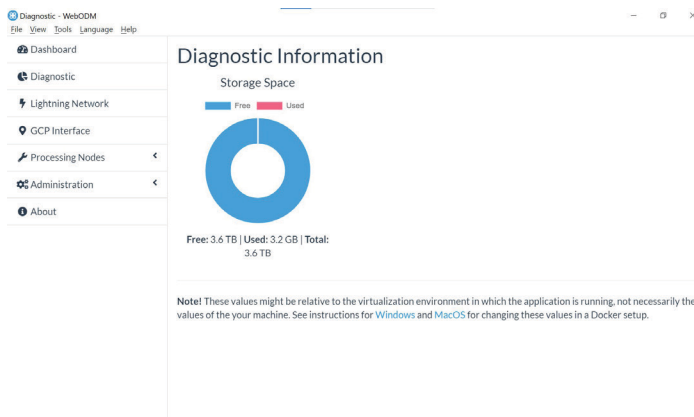 Diagnostic - WebODM
File View Tools Language Help
Dashboard
Diagnostic
Lightning Network
GCP Interface
Processing Nodes
Administration
About
Diagnostic Information
Storage Space
Free Used
Free: 3.6 TB | Used: 3.2 GB | Total:
3.6 TB
Note! These values might be relative to the virtualization environment in which the application is running, not necessarily the
values of the your machine. See instructions for Windows and MacOS for changing these values in a Docker setup.